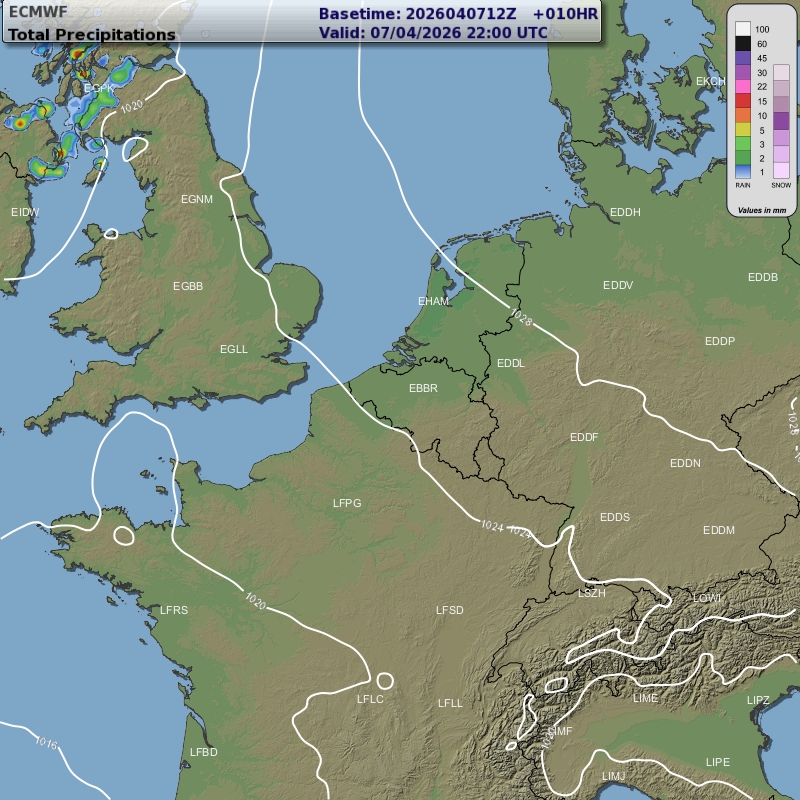 ECMWF
Basetime: 2026040712Z +010HR
Total Precipitations
Valid: 07/04/2026 22:00 UTC
100
60
45
30
22
15
10
5
3
2
1
RAIN SNOW
Values in mm
EKCH
EGPK
1020
EGNM
EIDW
EDDH
EGBB
EDDV
EDDB
EHAM
1028
EGLL
EDDP
EDDL
EBBR
1028
EDDF
EDDN
LFPG
EDDS
EDDM
1024 1024
LSZH
LOWI
1020
LFRS
LFSD
LFLC
LFLL
LIME
LIPZ
LIMF
1016
LFBD
LIPE
LIMJ